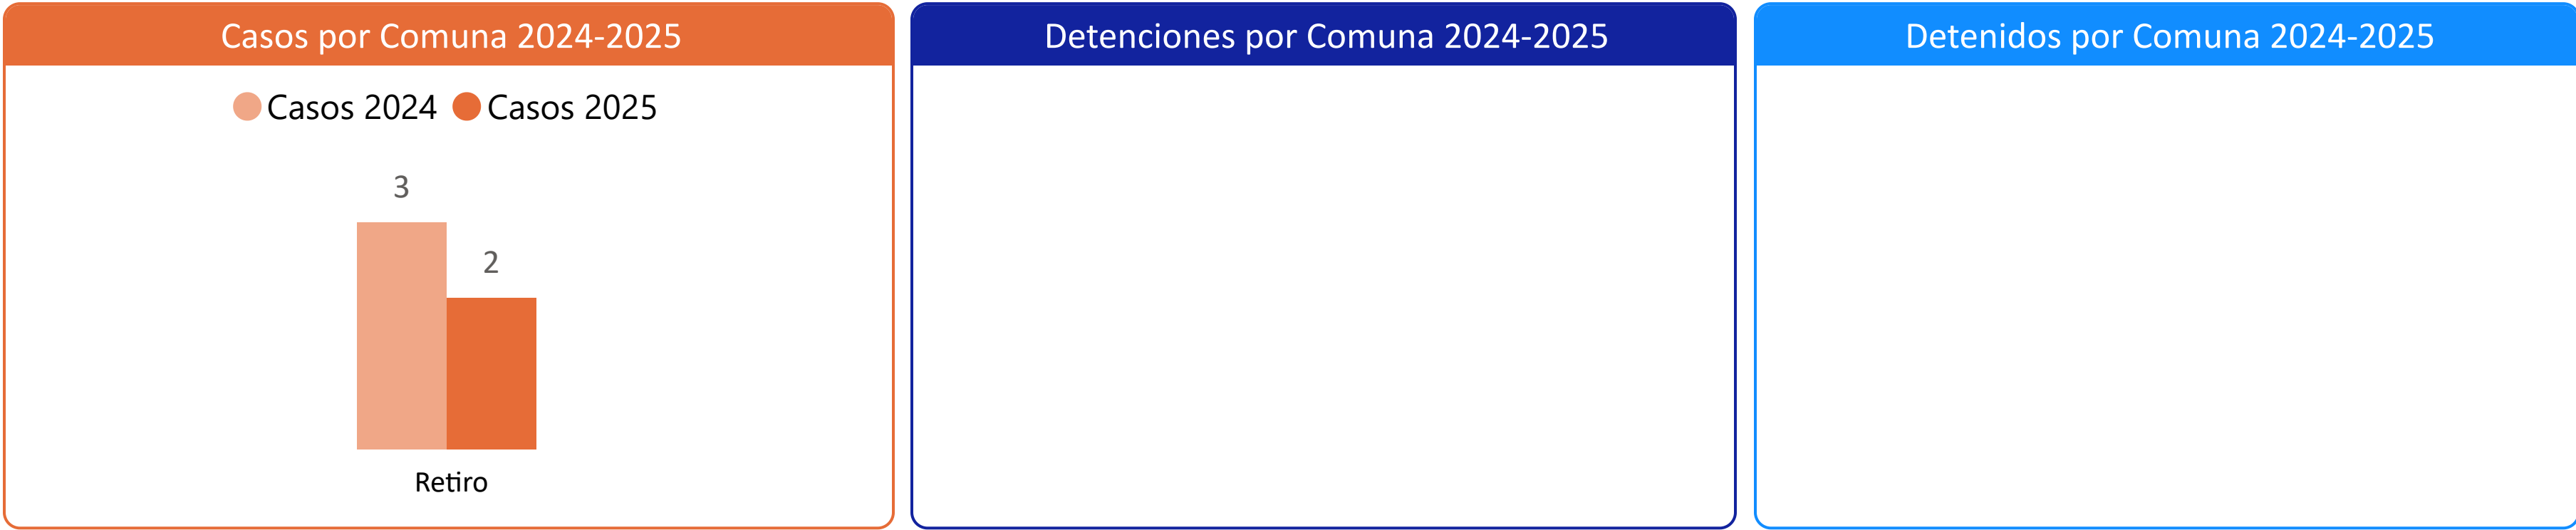 Casos por Comuna 2024-2025
Casos 2024 Casos 2025
3
2
Retiro
Detenciones por Comuna 2024-2025
Detenidos por Comuna 2024-2025